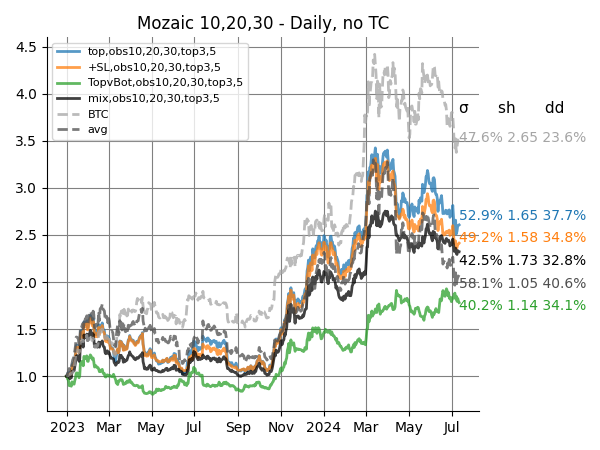 Mozaic 10,20,30 - Daily, no TC
top,obs10,20,30,top3,5
+SL,obs10,20,30,top3,5
TopvBot,obs10,20,30,top3,5
mix,obs10,20,30,top3,5
BTC
avg
4.5
4.0
3.5
3.0
2.5
2.0
1.5
1.0
σ sh dd
47.6% 2.65 23.6%
52.9% 1.65 37.7%
49.2% 1.58 34.8%
42.5% 1.73 32.8%
58.1% 1.05 40.6%
40.2% 1.14 34.1%
2023 Mar May Jul Sep Nov 2024 Mar May Jul